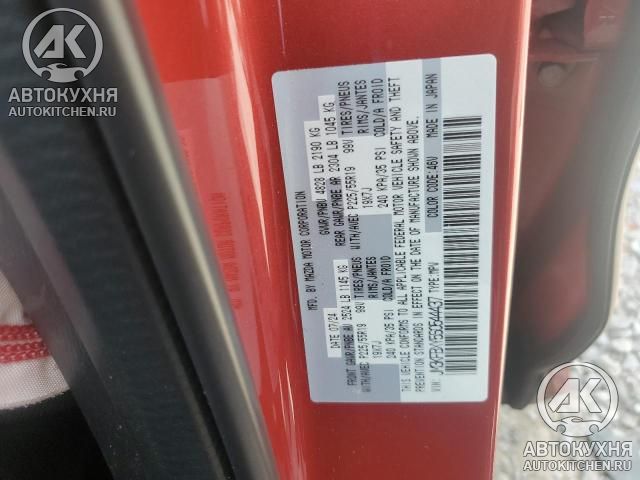 АВТОКУХНЯ
AUTOKITCHEN.RU
MFD. BY MAZDA MOTOR CORPORATION
DATE 07/24 GVWR/PNBV 4828 LB 2190 KG
FRONT GAWR/PNBE AV 2524 LB 1145 KG REAR GAWR/PNBE AR 2304 LB 1045 KG
WITH/AVEC P225/55R19 99V TIRES/PNEUS WITH/AVEC P225/55R19 99V TIRES/PNEUS
19X7J RIMS/JANTES 19X7J RIMS/JANTES
240 KPA/35 PSI COLD/A FROID 240 KPA/35 PSI COLD/A FROID
THIS VEHICLE CONFORMS TO ALL APPLICABLE FEDERAL MOTOR VEHICLE SAFETY AND THEFT
PREVENTION STANDARDS IN EFFECT ON THE DATE OF MANUFACTURE SHOWN ABOVE.
VIN: TYPE:MPV COLOR CODE:46V MADE IN JAPAN
АВТОКУХНЯ
AUTOKITCHEN.RU